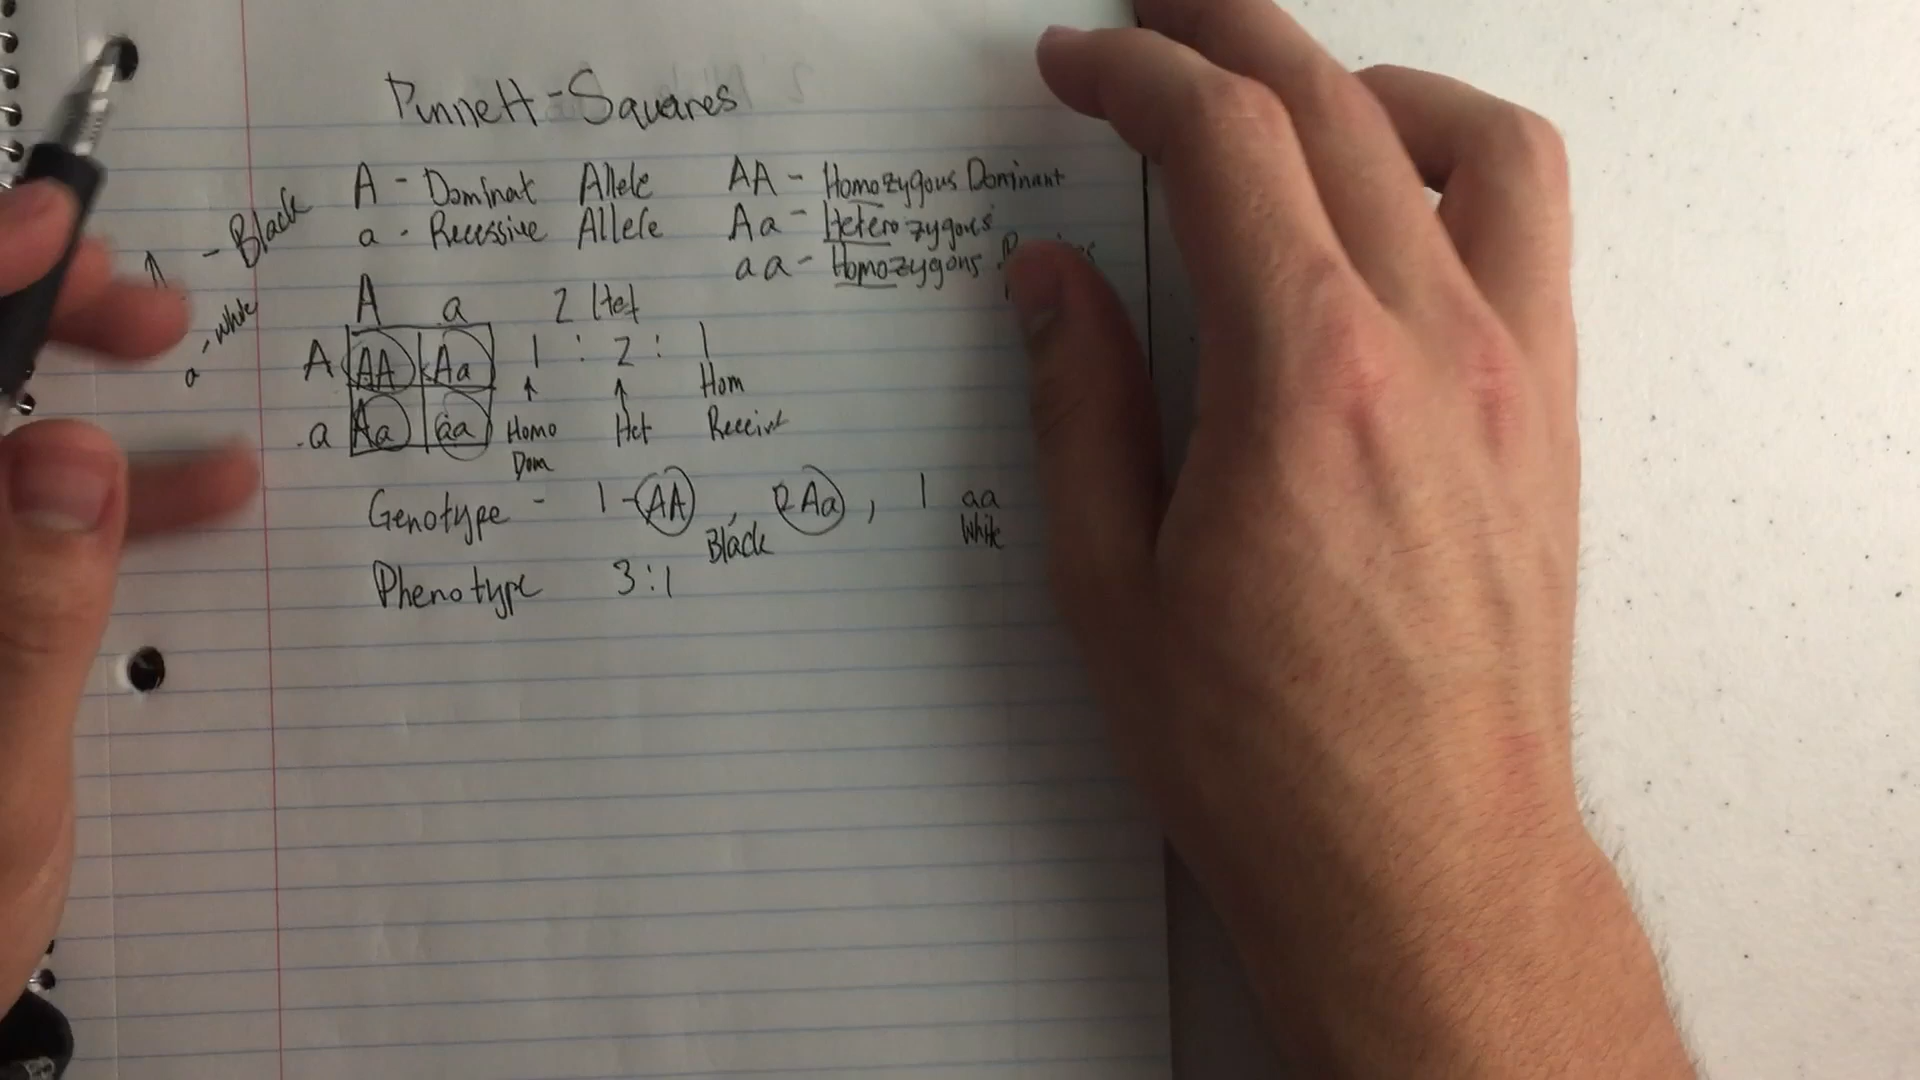 Punnett-Squares
A - Dominat Allele
a - Recessive Allele
AA - Homozygous Dominant
Aa - Heterozygous
aa - Homozygous
- Black
a - white
A a 2 Het
A AA Aa 1 : 2 : 1
a Aa aa
Homo Dom
Het
Hom
Genotype - 1 - AA , 2 Aa , 1 aa
Black
White
Phenotype 3:1